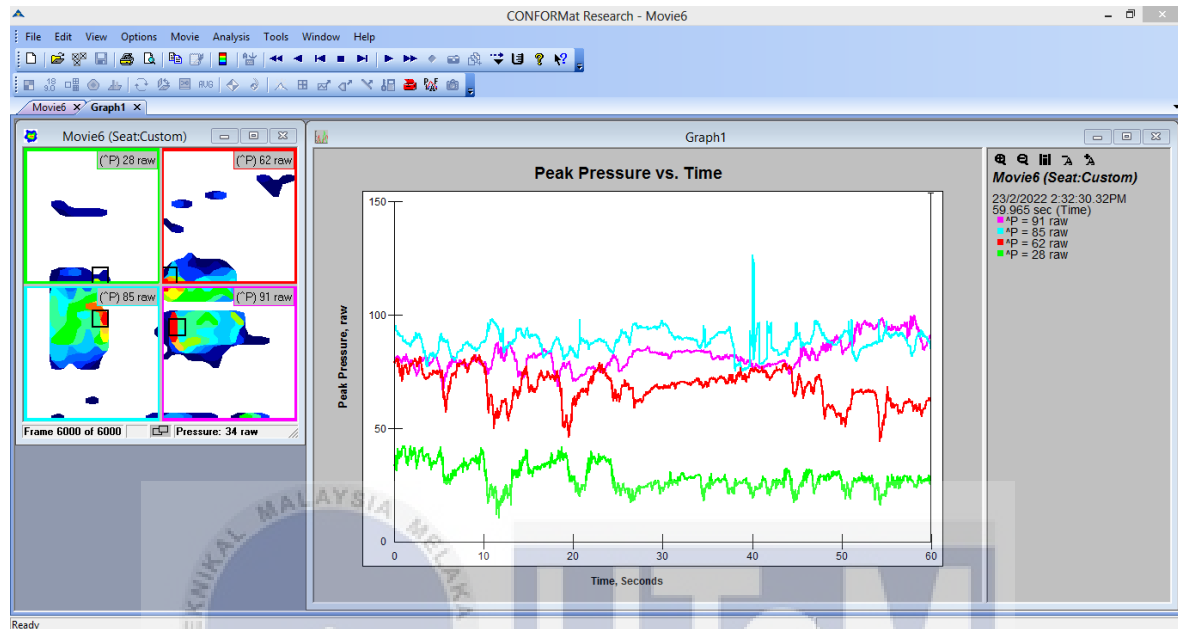 CONFORMat Research - Movie6
File Edit View Options Movie Analysis Tools Window Help
Movie6 Graph1
Movie6 (Seat:Custom)
(^P) 28 raw
(^P) 62 raw
(^P) 85 raw
(^P) 91 raw
Frame 6000 of 6000 Pressure: 34 raw
Graph1
Peak Pressure vs. Time
Peak Pressure, raw
150
100
50
0
0 10 20 30 40 50 60
Time, Seconds
Movie6 (Seat:Custom)
23/2/2022 2:32:30.32PM
59.965 sec (Time)
^P = 91 raw
^P = 85 raw
^P = 62 raw
^P = 28 raw
EKNIKAL MALAYSIA MELAKA
UTeM
Ready